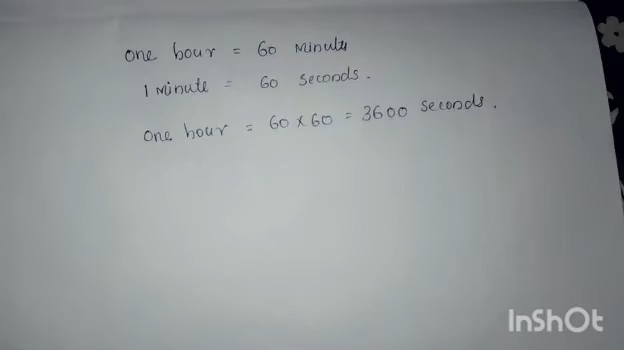 one hour = 60 minute
1 minute = 60 seconds.
one hour = 60 x 60 = 3600 seconds.
InShOt